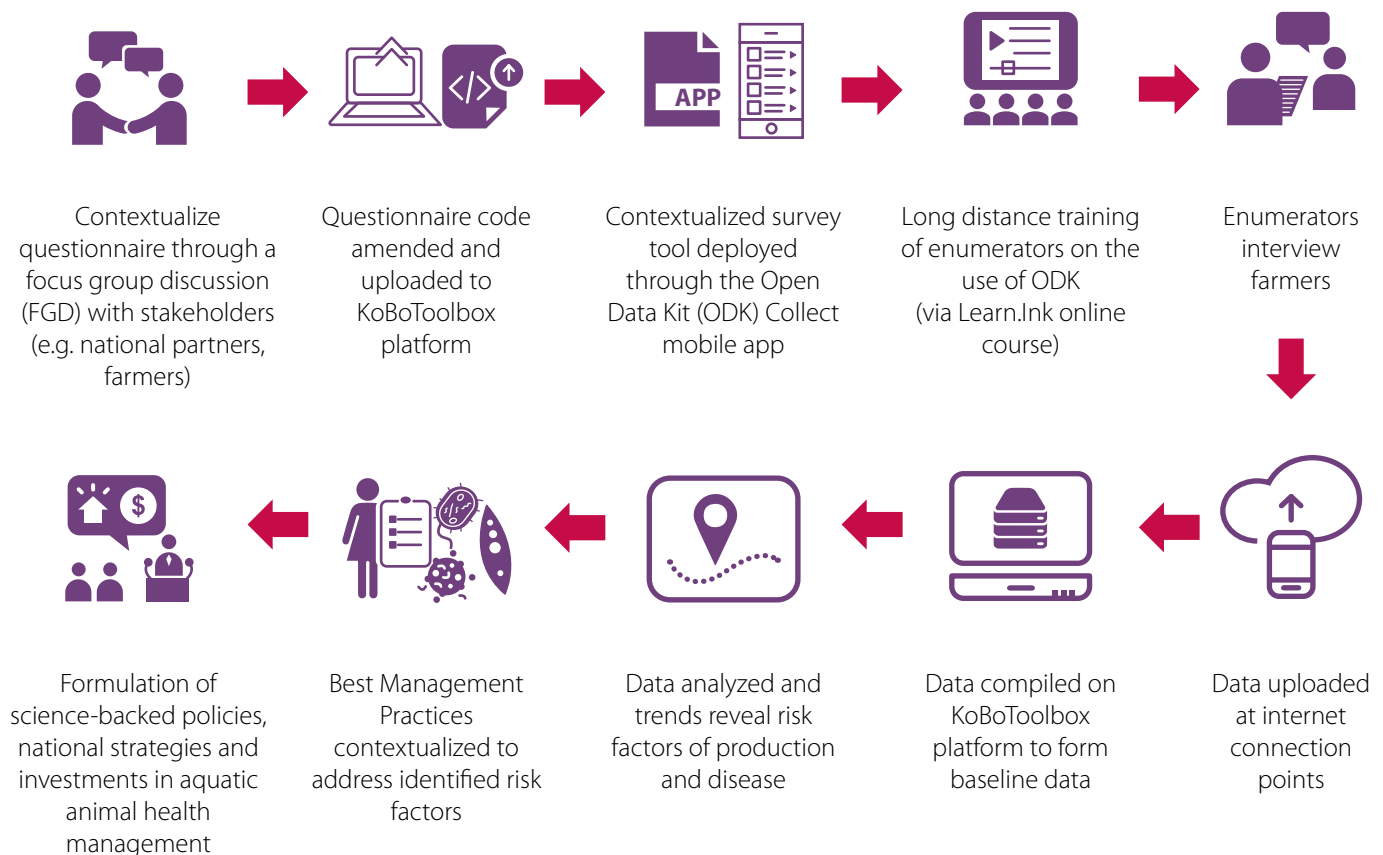 APP
Contextualize
questionnaire through a
focus group discussion
(FGD) with stakeholders
(e.g. national partners,
farmers)
Questionnaire code
amended and
uploaded to
KoBoToolbox
platform
Contextualized survey
tool deployed
through the Open
Data Kit (ODK) Collect
mobile app
Long distance training
of enumerators on the
use of ODK
(via Learn.Ink online
course)
Enumerators
interview
farmers
$
Formulation of
science-backed policies,
national strategies and
investments in aquatic
animal health
management
Best Management
Practices
contextualized to
address identified risk
factors
Data analyzed and
trends reveal risk
factors of production
and disease
Data compiled on
KoBoToolbox
platform to form
baseline data
Data uploaded
at internet
connection
points